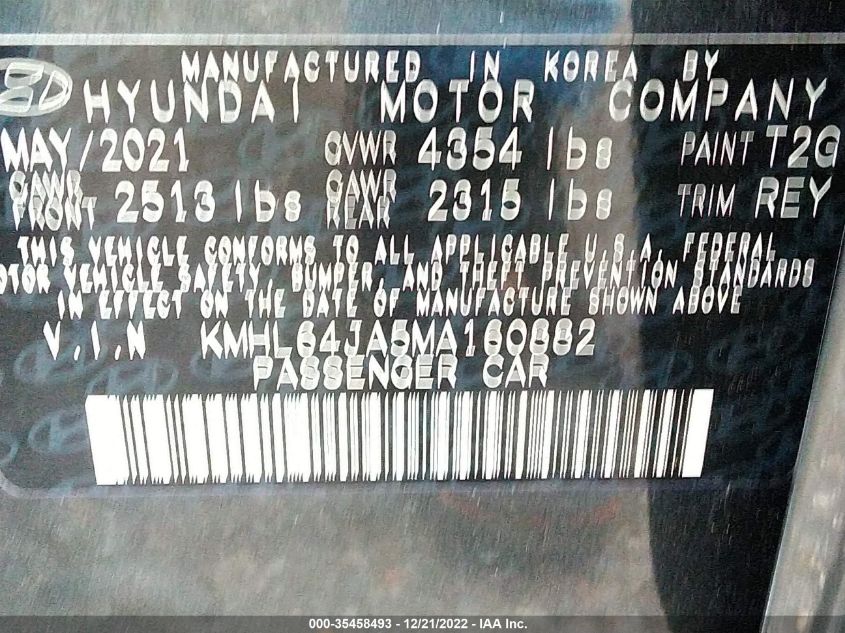 MANUFACTURED IN KOREA BY
HYUNDAI MOTOR COMPANY
MAY/2021 GVWR 4354 lbs PAINT T2G
GAWR FRONT 2513 lbs GAWR REAR 2315 lbs TRIM REY
THIS VEHICLE CONFORMS TO ALL APPLICABLE U.S.A. FEDERAL
OTOR VEHICLE SAFETY, BUMPER, AND THEFT PREVENTION STANDARDS
IN EFFECT ON THE DATE OF MANUFACTURE SHOWN ABOVE
V.I.N KMHL64JA5MA160882
PASSENGER CAR
000-35458493 - 12/21/2022 - IAA Inc.